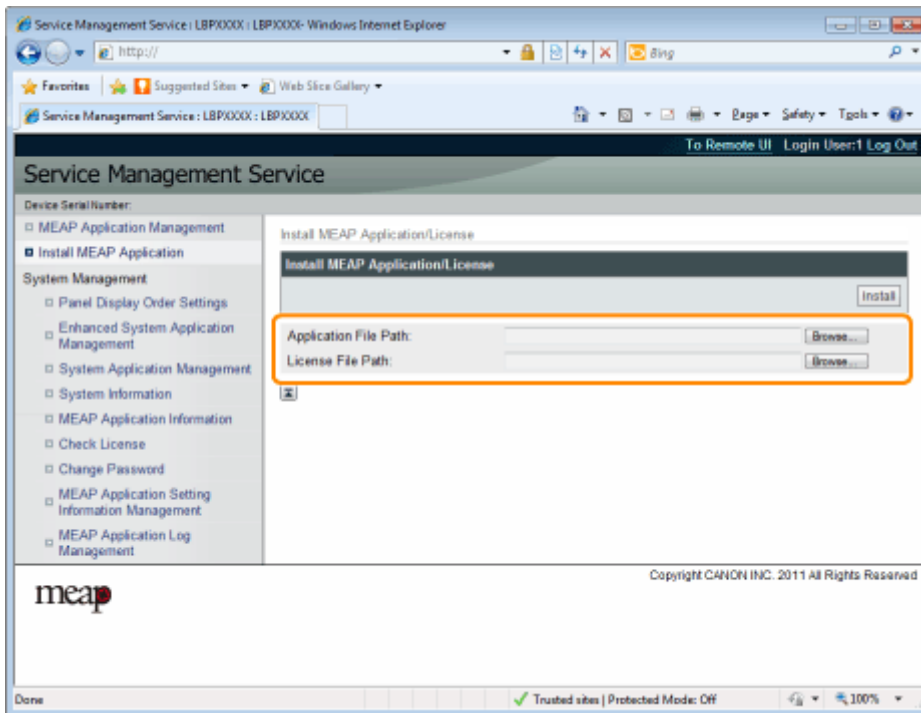 Service Management Service : LBPXXXX : LBPXXXX- Windows Internet Explorer
http://
Bing
Favorites Suggested Sites Web Slice Gallery
Service Management Service : LBPXXXX : LBPXXXX
Page Safety Tools
To Remote UI Login User:1 Log Out
Service Management Service
Device Serial Number:
MEAP Application Management
Install MEAP Application
System Management
Panel Display Order Settings
Enhanced System Application
Management
System Application Management
System Information
MEAP Application Information
Check License
Change Password
MEAP Application Setting
Information Management
MEAP Application Log
Management
Install MEAP Application/License
Install MEAP Application/License
Install
Application File Path: Browse...
License File Path: Browse...
Copyright CANON INC. 2011 All Rights Reserved
meap
Done Trusted sites | Protected Mode: Off 100%